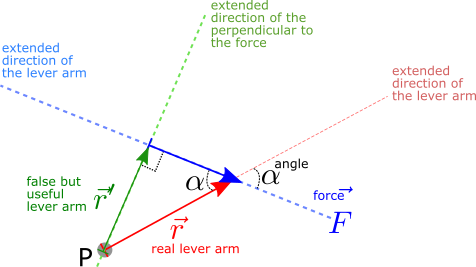 extended
direction of the
perpendicular to
the force
extended
direction of
the lever arm
extended
direction of
the lever arm
angle
α
α
false but
useful
lever arm
r⃗′
force
F⃗
r⃗
real lever arm
P